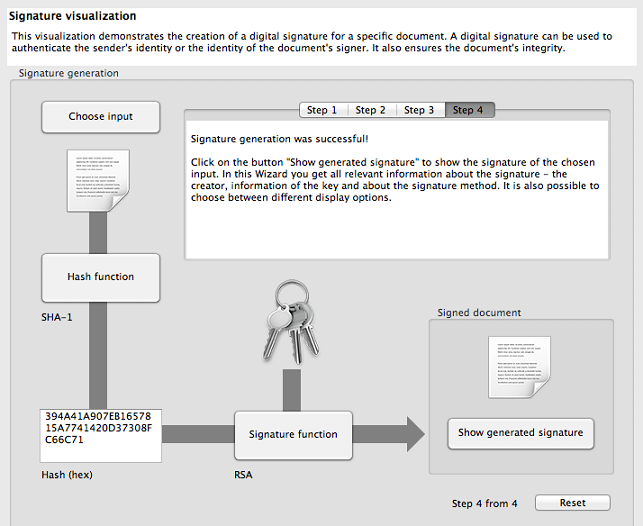 Signature visualization
This visualization demonstrates the creation of a digital signature for a specific document. A digital signature can be used to
authenticate the sender's identity or the identity of the document's signer. It also ensures the document's integrity.
Signature generation
Choose input
Step 1
Step 2
Step 3
Step 4
Signature generation was successful!
Click on the button "Show generated signature" to show the signature of the chosen
input. In this Wizard you get all relevant information about the signature – the
creator, information of the key and about the signature method. It is also possible to
choose between different display options.
Hash function
SHA-1
Signed document
394A41A907EB16578
15A7741420D37308F
C66C71
Signature function
Show generated signature
Hash (hex)
RSA
Step 4 from 4
Reset